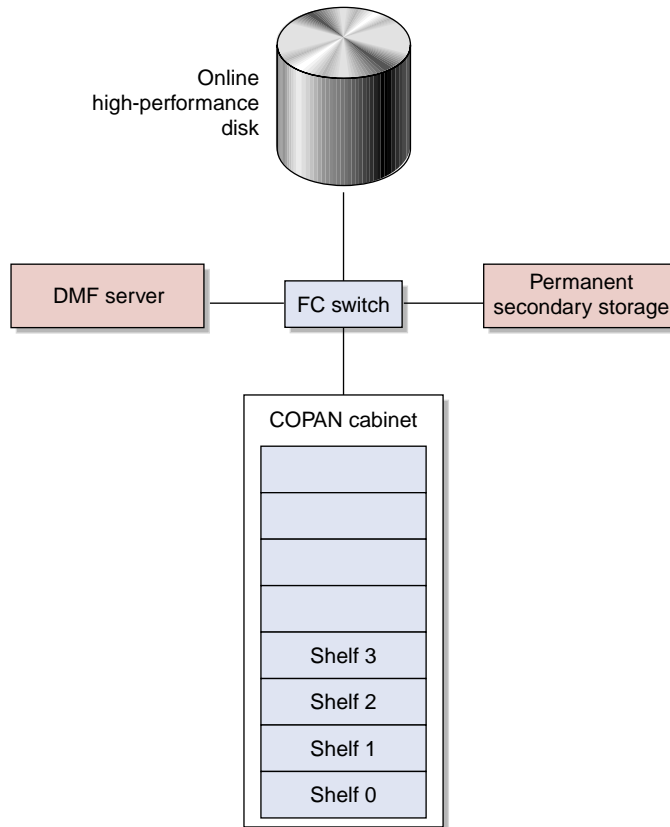 Online
high-performance
disk
DMF server
FC switch
Permanent
secondary storage
COPAN cabinet
Shelf 3
Shelf 2
Shelf 1
Shelf 0